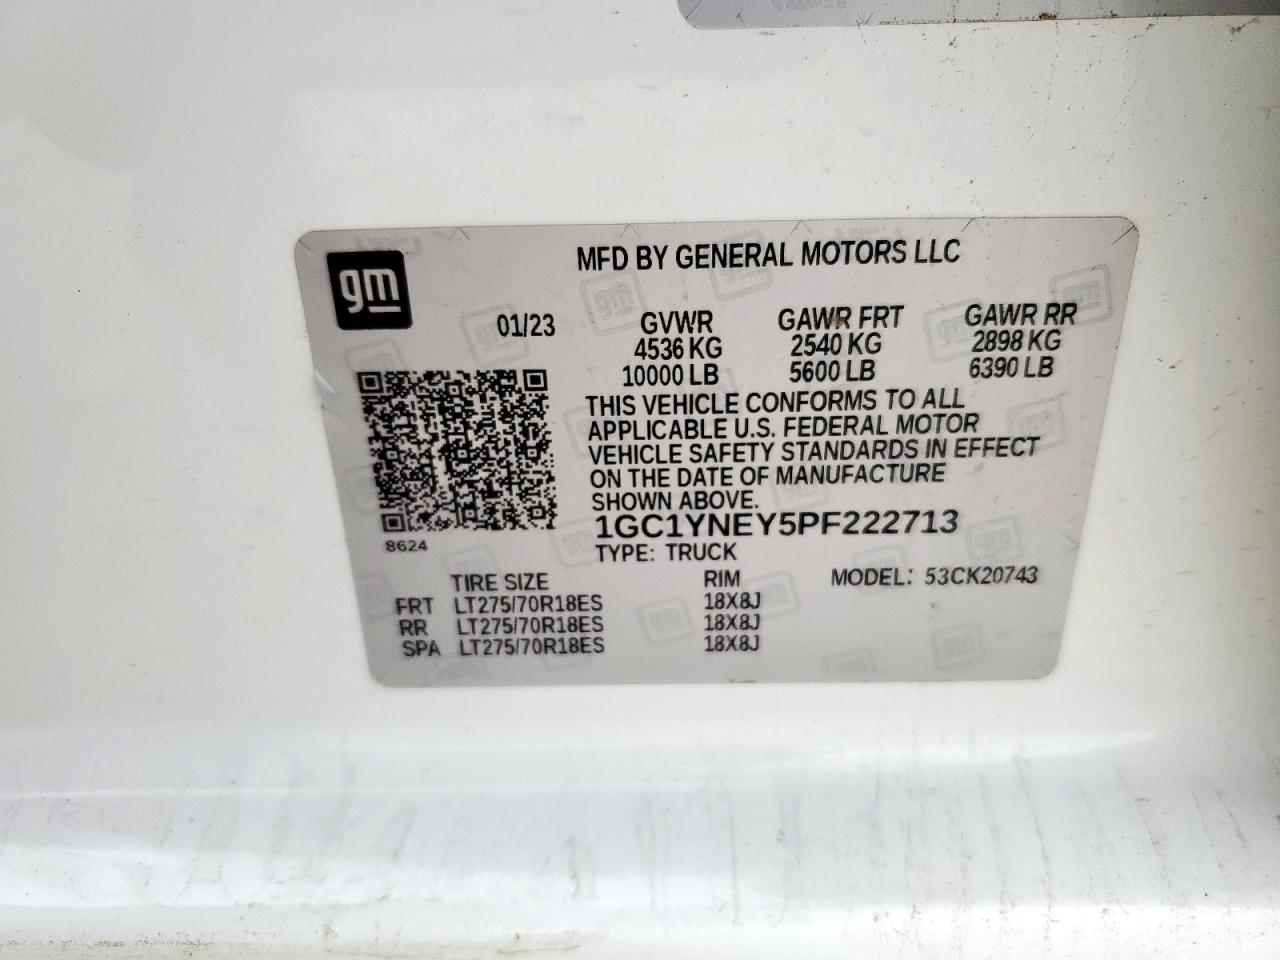 MFD BY GENERAL MOTORS LLC
gm
01/23 GVWR GAWR FRT GAWR RR
4536 KG 2540 KG 2898 KG
10000 LB 5600 LB 6390 LB
THIS VEHICLE CONFORMS TO ALL
APPLICABLE U.S. FEDERAL MOTOR
VEHICLE SAFETY STANDARDS IN EFFECT
ON THE DATE OF MANUFACTURE
SHOWN ABOVE.
1GC1YNEY5PF222713
8624
TYPE: TRUCK
TIRE SIZE RIM MODEL: 53CK20743
FRT LT275/70R18ES 18X8J
RR LT275/70R18ES 18X8J
SPA LT275/70R18ES 18X8J